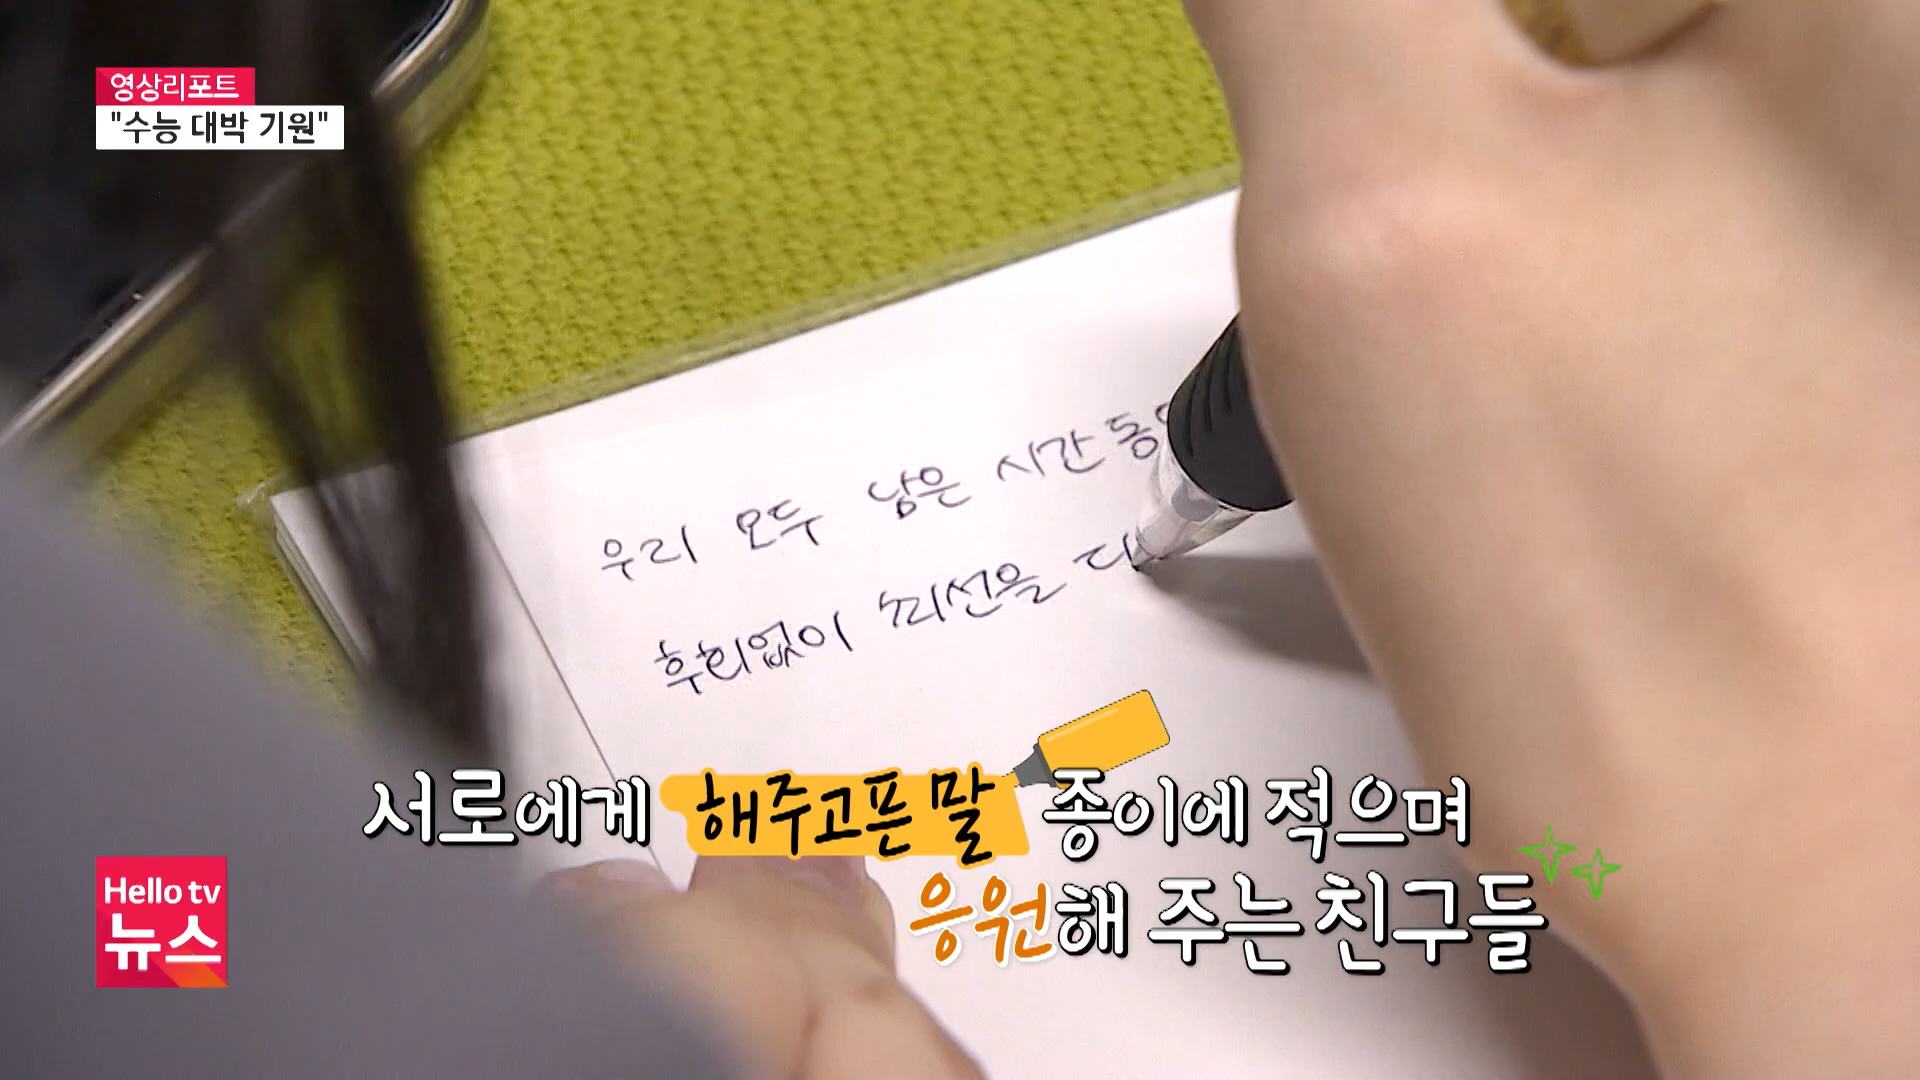 영상리포트
"수능 대박 기원"
우리 모두 남은 시간
후회없이 최선을
서로에게 해주고픈 말 종이에 적으며
응원해 주는 친구들
Hello tv
뉴스